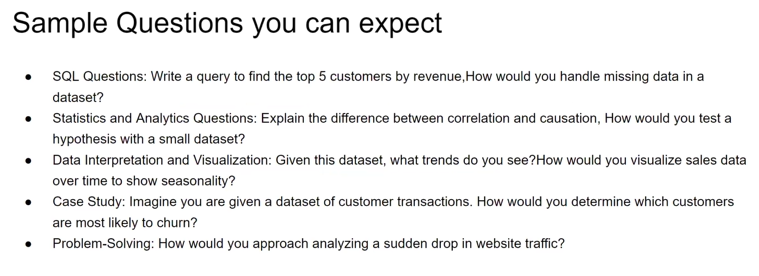 Sample Questions you can expect
● SQL Questions: Write a query to find the top 5 customers by revenue,How would you handle missing data in a
dataset?
● Statistics and Analytics Questions: Explain the difference between correlation and causation, How would you test a
hypothesis with a small dataset?
● Data Interpretation and Visualization: Given this dataset, what trends do you see?How would you visualize sales data
over time to show seasonality?
● Case Study: Imagine you are given a dataset of customer transactions. How would you determine which customers
are most likely to churn?
● Problem-Solving: How would you approach analyzing a sudden drop in website traffic?